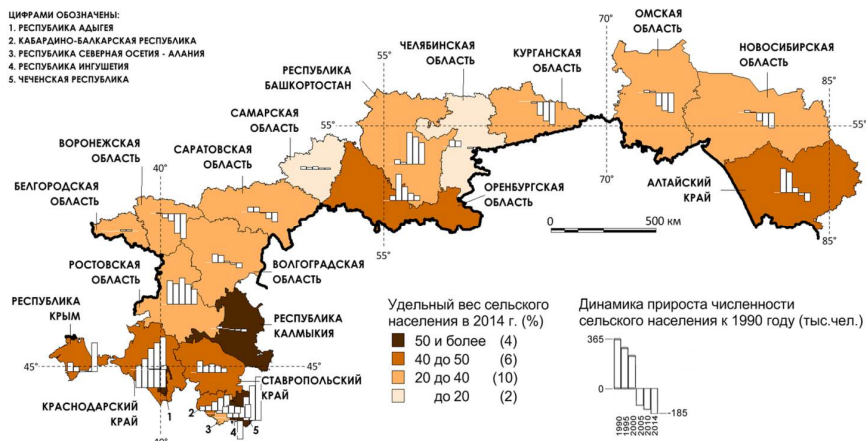 ЦИФРАМИ ОБОЗНАЧЕНЫ:
1. РЕСПУБЛИКА АДЫГЕЯ
2. КАБАРДИНО-БАЛКАРСКАЯ РЕСПУБЛИКА
3. РЕСПУБЛИКА СЕВЕРНАЯ ОСЕТИЯ - АЛАНИЯ
4. РЕСПУБЛИКА ИНГУШЕТИЯ
5. ЧЕЧЕНСКАЯ РЕСПУБЛИКА
70°
ОМСКАЯ
ОБЛАСТЬ
НОВОСИБИРСКАЯ
ОБЛАСТЬ
ЧЕЛЯБИНСКАЯ
ОБЛАСТЬ
КУРГАНСКАЯ
ОБЛАСТЬ
55°
85°
РЕСПУБЛИКА
БАШКОРТОСТАН
САМАРСКАЯ
ОБЛАСТЬ
55°
55°
ВОРОНЕЖСКАЯ
ОБЛАСТЬ
САРАТОВСКАЯ
ОБЛАСТЬ
40°
БЕЛГОРОДСКАЯ
ОБЛАСТЬ
ОРЕНБУРГСКАЯ
ОБЛАСТЬ
70°
АЛТАЙСКИЙ
КРАЙ
0
500 КМ
85°
55°
РОСТОВСКАЯ
ОБЛАСТЬ
ВОЛГОГРАДСКАЯ
ОБЛАСТЬ
РЕСПУБЛИКА
КРЫМ
РЕСПУБЛИКА
КАЛМЫКИЯ
45°
45°
СТАВРОПОЛЬСКИЙ
КРАЙ
КРАСНОДАРСКИЙ
КРАЙ
1
2
3
4
5
40°
Удельный вес сельского
населения в 2014 г. (%)
50 и более (4)
40 до 50 (6)
20 до 40 (10)
до 20 (2)
Динамика прироста численности
сельского населения к 1990 году (тыс.чел.)
365
0
-185
1990
1995
2000
2005
2010
2014